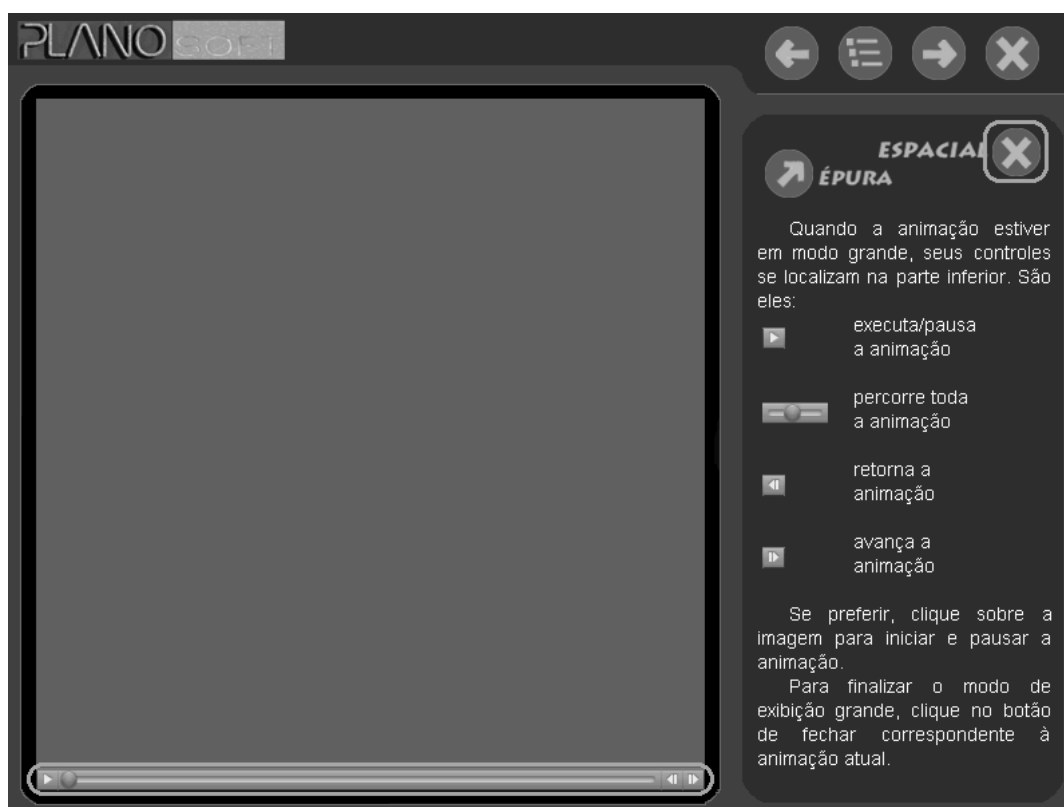 PLANO SOFT
ESPACIAL
ÉPURA
Quando a animação estiver
em modo grande, seus controles
se localizam na parte inferior. São
eles:
executa/pausa
a animação
percorre toda
a animação
retorna a
animação
avança a
animação
Se preferir, clique sobre a
imagem para iniciar e pausar a
animação.
Para finalizar o modo de
exibição grande, clique no botão
de fechar correspondente à
animação atual.